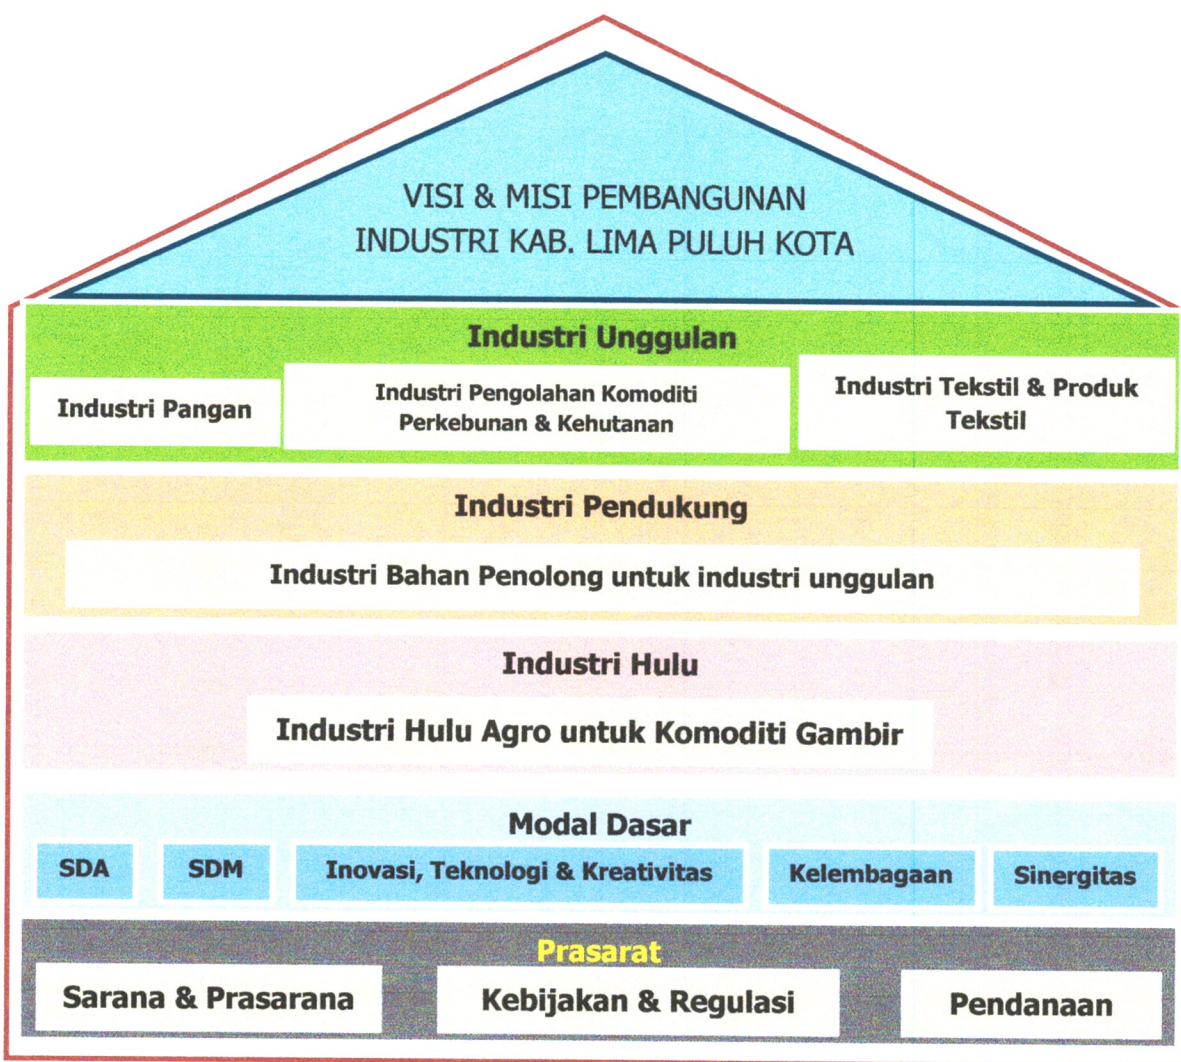 VISI & MISI PEMBANGUNAN
INDUSTRI KAB. LIMA PULUH KOTA
Industri Unggulan
Industri Pangan
Industri Pengolahan Komoditi
Perkebunan & Kehutanan
Industri Tekstil & Produk
Tekstil
Industri Pendukung
Industri Bahan Penolong untuk industri unggulan
Industri Hulu
Industri Hulu Agro untuk Komoditi Gambir
Modal Dasar
SDA
SDM
Inovasi, Teknologi & Kreativitas
Kelembagaan
Sinergitas
Prasarat
Sarana & Prasarana
Kebijakan & Regulasi
Pendanaan